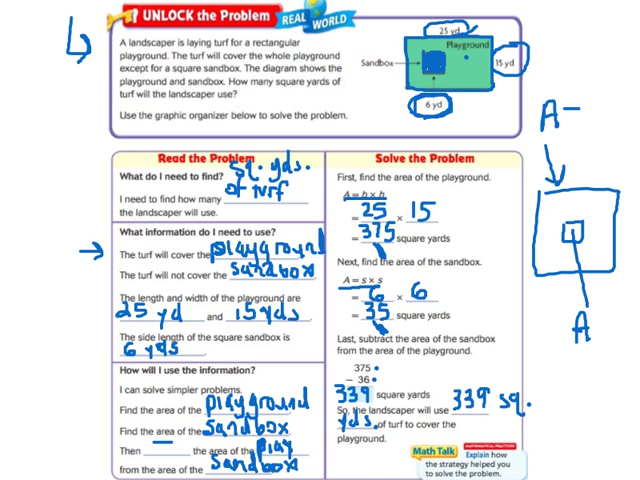 UNLOCK the Problem
REAL WORLD
A landscaper is laying turf for a rectangular
playground. The turf will cover the whole playground
except for a square sandbox. The diagram shows the
playground and sandbox. How many square yards of
turf will the landscaper use?
Use the graphic organizer below to solve the problem.
25 yd
Playground
Sandbox
15 yd
6 yd
A
A
Read the Problem
What do I need to find?
sq. yds.
of turf
I need to find how many
the landscaper will use.
What information do I need to use?
The turf will cover the playground
The turf will not cover the sandbox
The length and width of the playground are
25 yd and 15 yds
The side length of the square sandbox is
6 yds.
How will I use the information?
I can solve simpler problems.
Find the area of the playground
Find the area of the sandbox
Then — the area of the play
from the area of the sandbox
Solve the Problem
First, find the area of the playground.
A = b × h
= 25 × 15
= 375 square yards
Next, find the area of the sandbox.
A = s × s
= 6 × 6
= 35 square yards
Last, subtract the area of the sandbox
from the area of the playground.
375
− 36
339 square yards
So, the landscaper will use 339 sq.
yds. of turf to cover the
playground.
Math Talk
MATHEMATICAL PRACTICES
Explain how
the strategy helped you
to solve the problem.